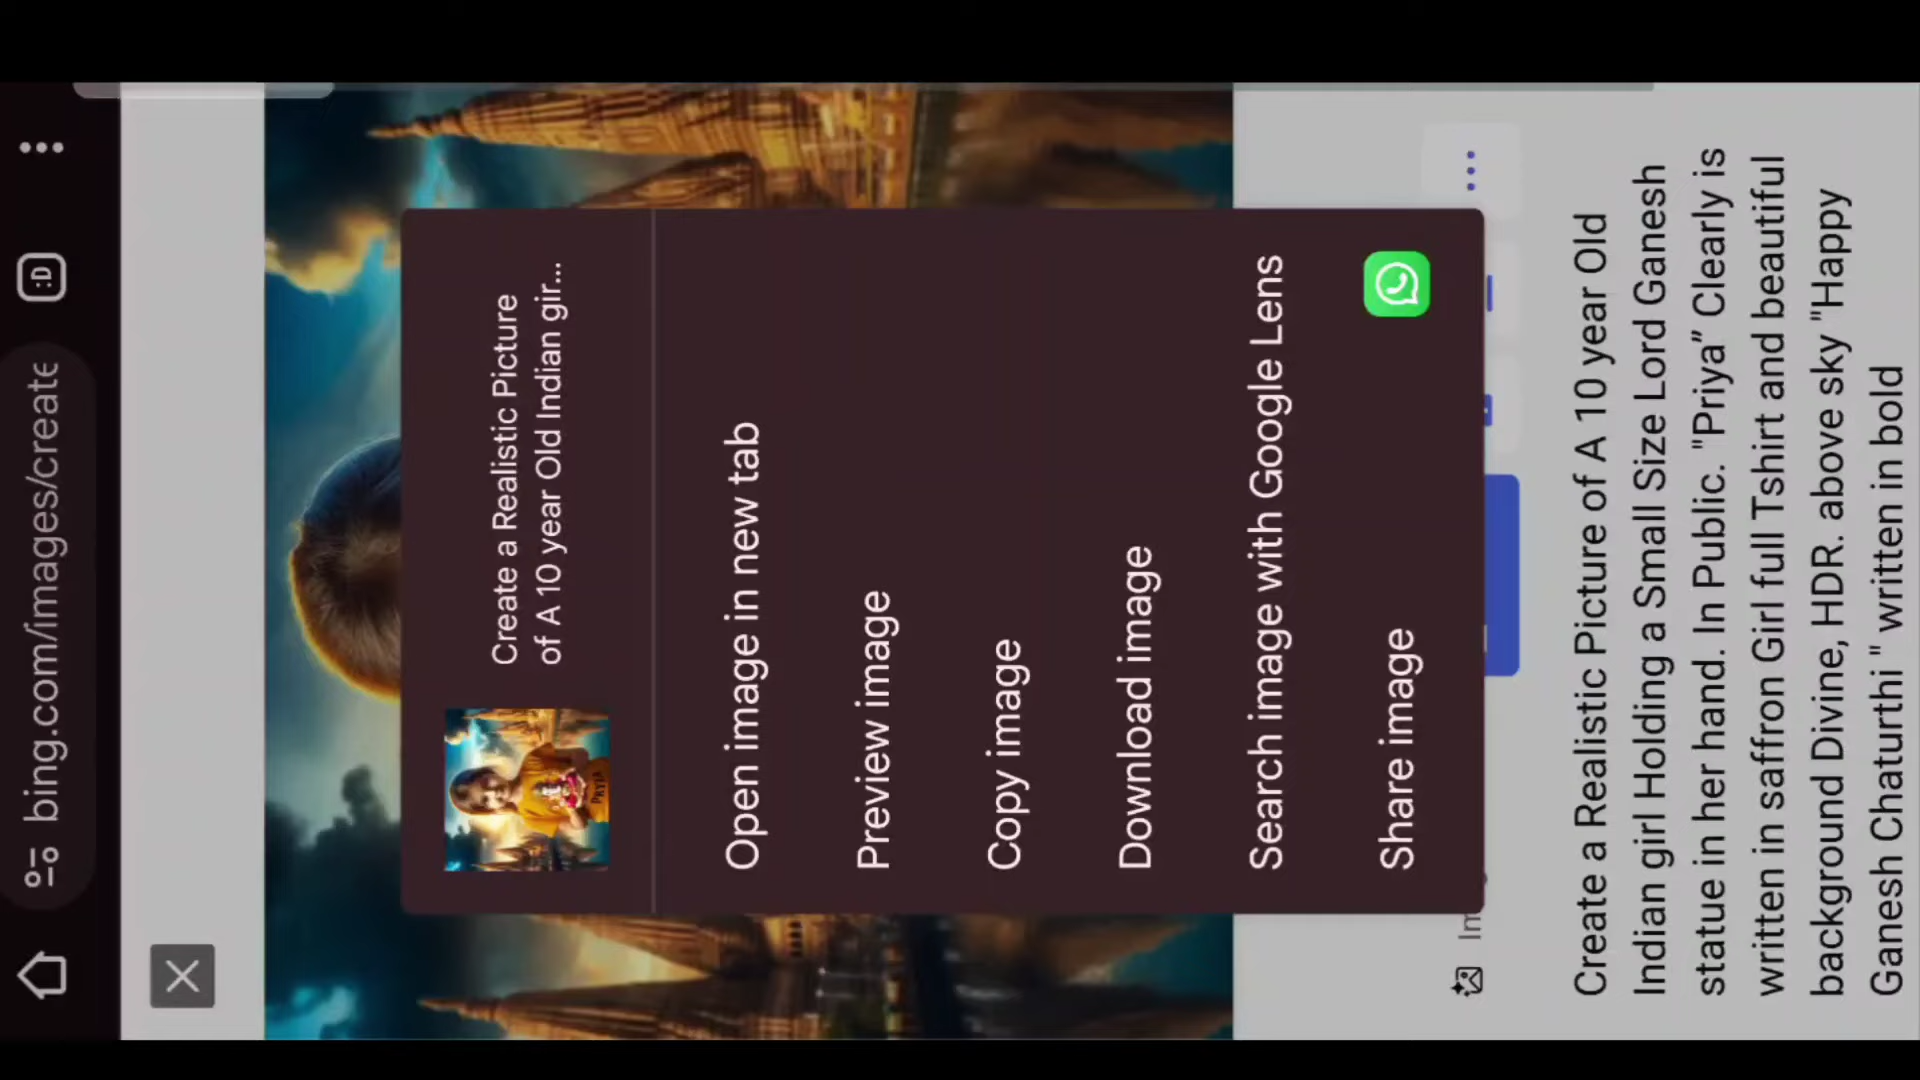 bing.com/images/create
:D
Create a Realistic Picture
of A 10 year Old Indian gir...
Open image in new tab
Preview image
Copy image
Download image
Search image with Google Lens
Share image
Create a Realistic Picture of A 10 year Old
Indian girl Holding a Small Size Lord Ganesh
statue in her hand. In Public. "Priya” Clearly is
written in saffron Girl full Tshirt and beautiful
background Divine, HDR. above sky "Happy
Ganesh Chaturthi " written in bold
PRIYA